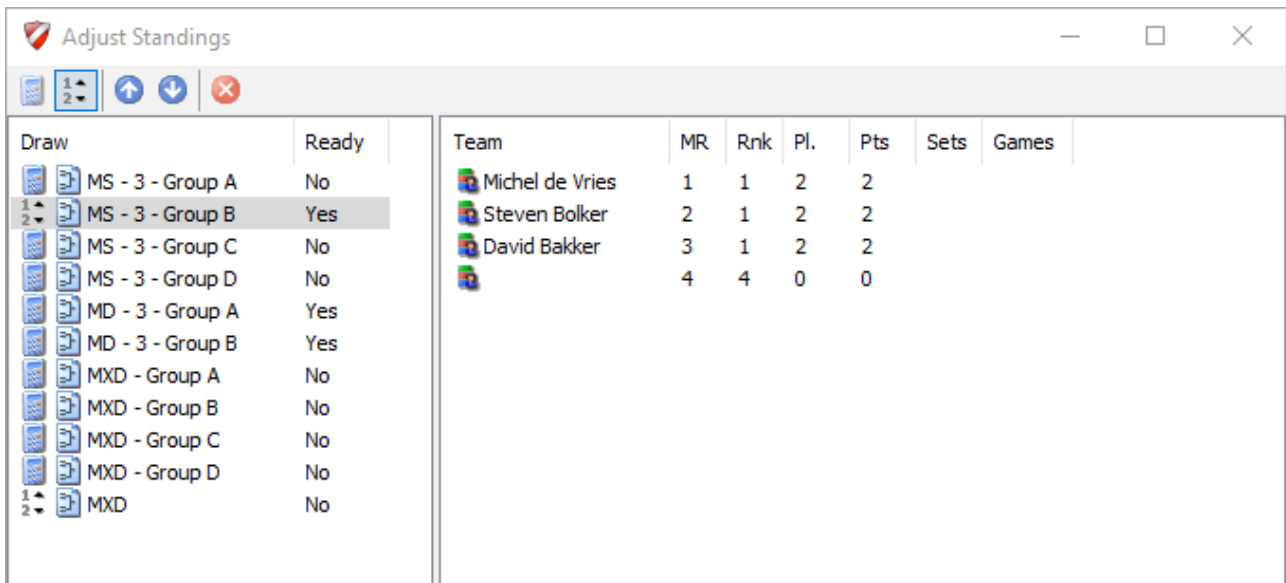 Adjust Standings
Draw Ready
MS - 3 - Group A No
MS - 3 - Group B Yes
MS - 3 - Group C No
MS - 3 - Group D No
MD - 3 - Group A Yes
MD - 3 - Group B Yes
MXD - Group A No
MXD - Group B No
MXD - Group C No
MXD - Group D No
MXD No
Team MR Rnk Pl. Pts Sets Games
Michel de Vries 1 1 2 2
Steven Bolker 2 1 2 2
David Bakker 3 1 2 2
4 4 0 0